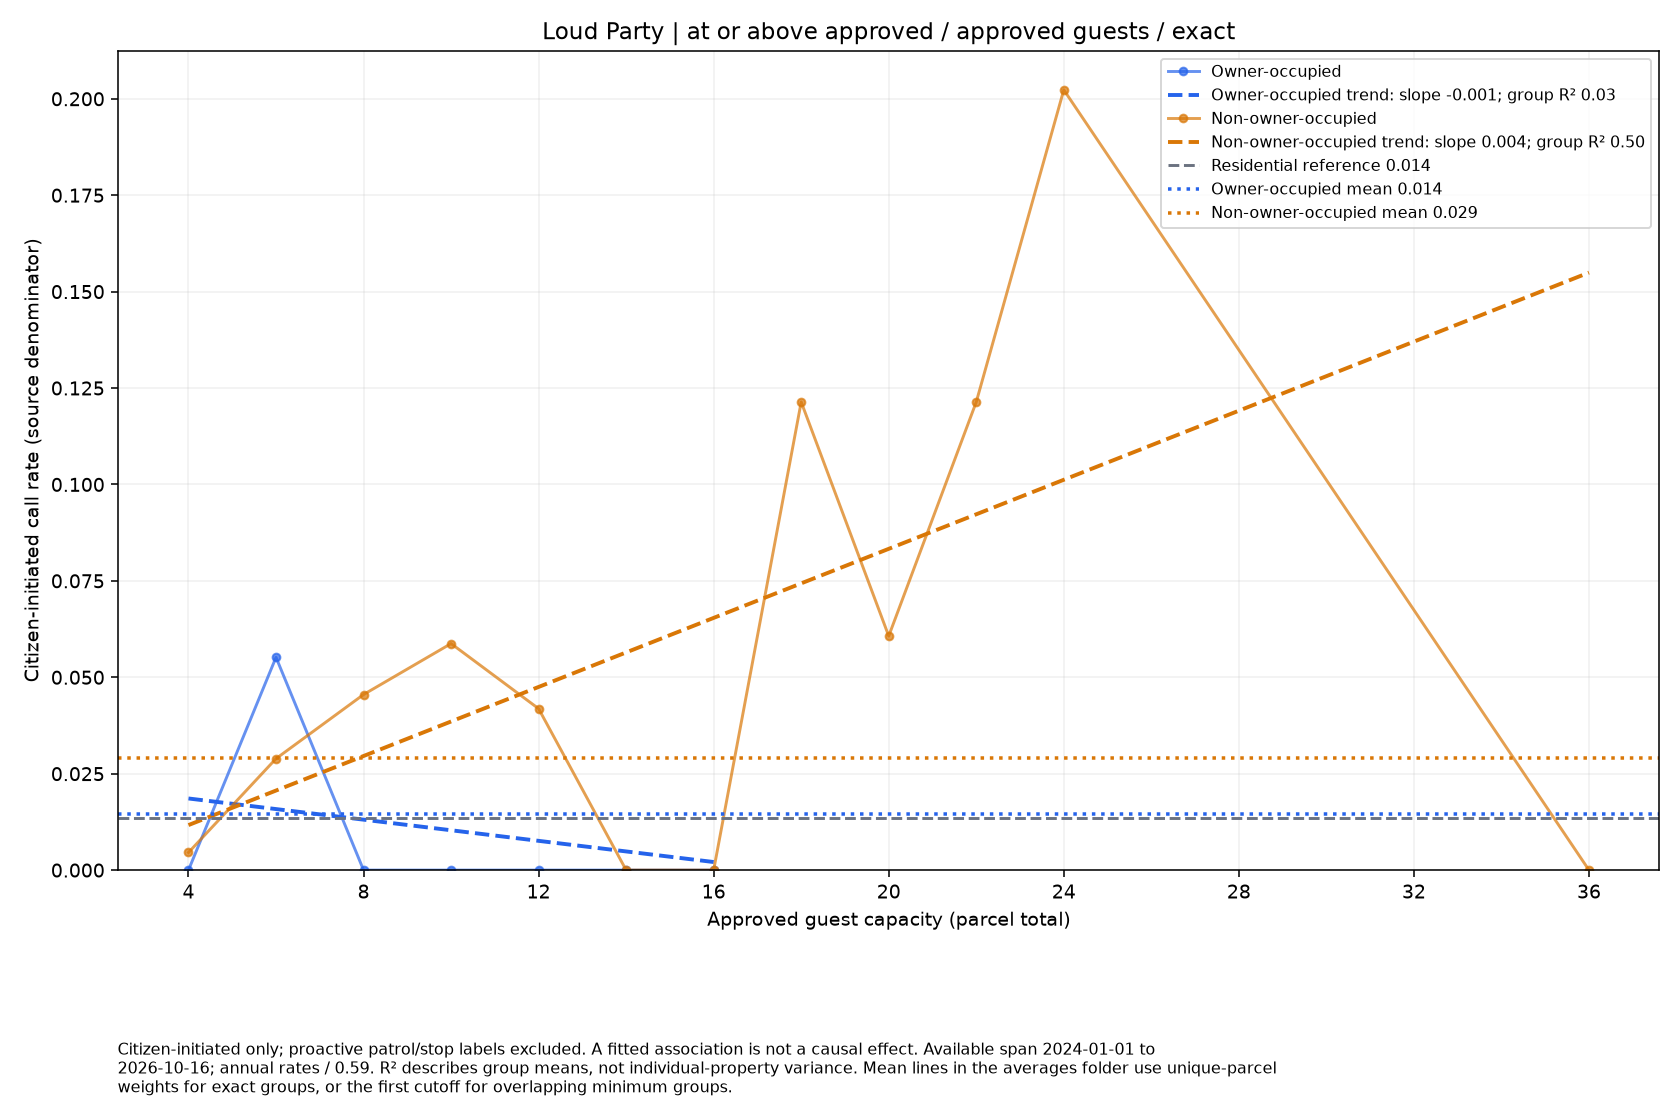 Loud Party | at or above approved / approved guests / exact
Owner-occupied
Owner-occupied trend: slope -0.001; group R² 0.03
Non-owner-occupied
Non-owner-occupied trend: slope 0.004; group R² 0.50
Residential reference 0.014
Owner-occupied mean 0.014
Non-owner-occupied mean 0.029
Citizen-initiated call rate (source denominator)
0.200
0.175
0.150
0.125
0.100
0.075
0.050
0.025
0.000
4 8 12 16 20 24 28 32 36
Approved guest capacity (parcel total)
Citizen-initiated only; proactive patrol/stop labels excluded. A fitted association is not a causal effect. Available span 2024-01-01 to
2026-10-16; annual rates / 0.59. R² describes group means, not individual-property variance. Mean lines in the averages folder use unique-parcel
weights for exact groups, or the first cutoff for overlapping minimum groups.